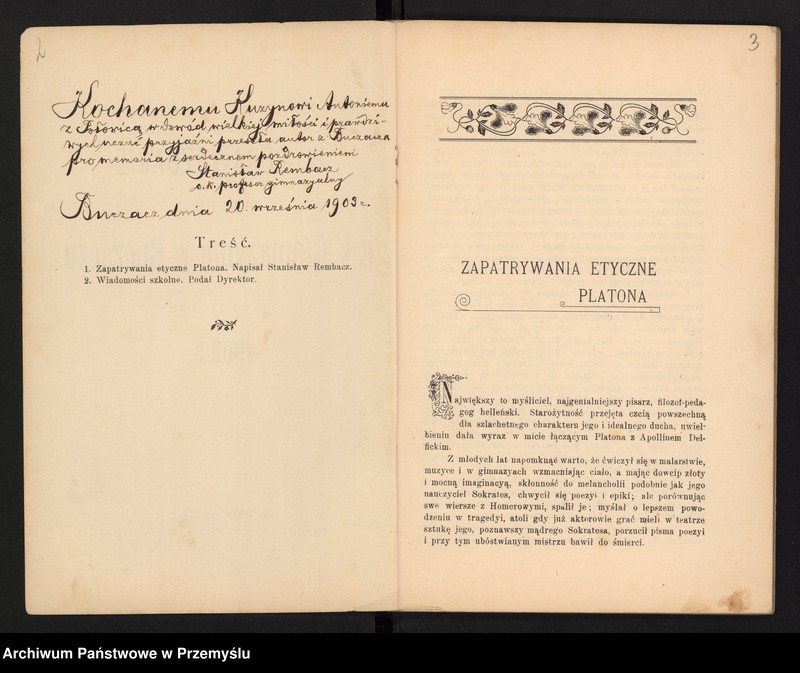 2
Kochanemu Kuzynowi Antoniemu
z w dowód wielkiej miłości i prawdzi-
wych uczuć przyjaźni przesyła autor z Buczacza
pro memoria z serdecznem pozdrowieniem
Stanisław Rembacz
c. k. profesor gimnazyalny
Buczacz, dnia 20. września 1903 r.
Treść.
1. Zapatrywania etyczne Platona. Napisał Stanisław Rembacz.
2. Wiadomości szkolne. Podał Dyrektor.
3
ZAPATRYWANIA ETYCZNE
PLATONA
Największy to myśliciel, najgenialniejszy pisarz, filozof-peda-
gog helleński. Starożytność przejęta czcią powszechną
dla szlachetnego charakteru jego i idealnego ducha, uwiel-
bieniu dała wyraz w micie łączącym Platona z Apollinem Del-
fickim.
Z młodych lat napomknąć warto, że ćwiczył się w malarstwie,
muzyce i w gimnazyach wzmacniając ciało, a mając dowcip złoty
i mocną imaginacyą, skłonność do melancholii podobnie jak jego
nauczyciel Sokrates, chwycił się poezyi i epiki; ale porównując
swe wiersze z Homerowymi, spalił je; myślał o lepszem powo-
dzeniu w tragedyi, atoli gdy już aktorowie grać mieli w teatrze
sztukę jego, poznawszy mądrego Sokratesa, porzucił pisma poezyi
i przy tym ubóstwianym mistrzu bawił do śmierci.
Archiwum Państwowe w Przemyślu